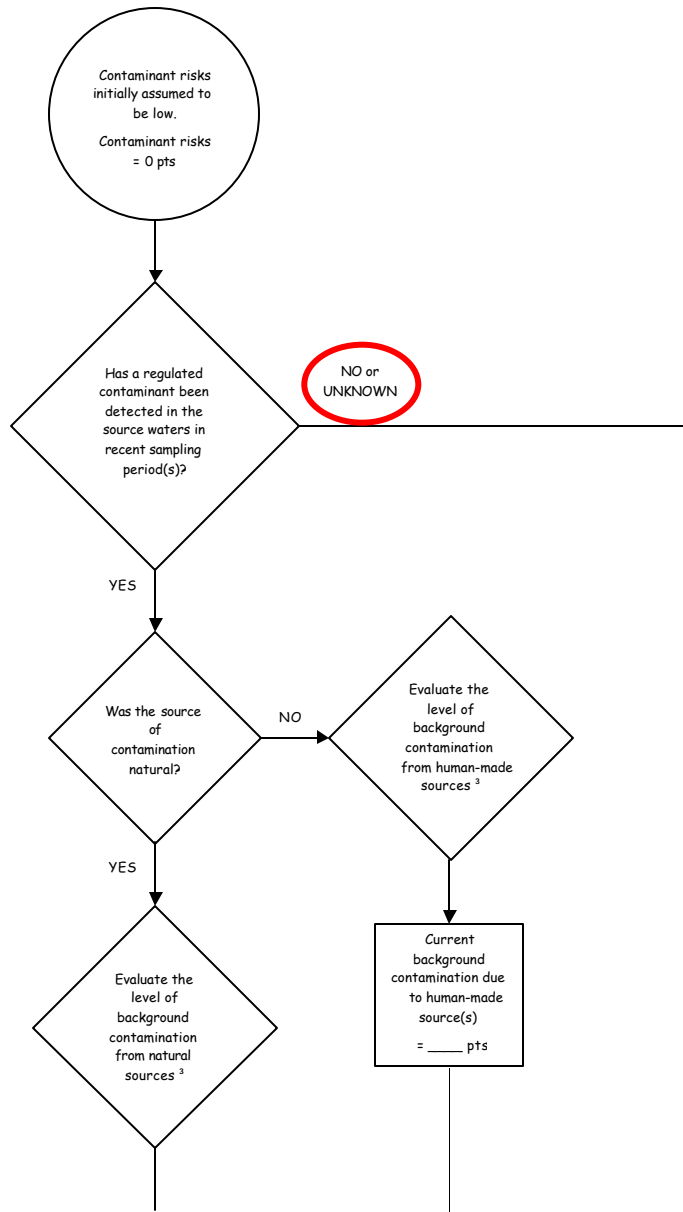 Contaminant risks
initially assumed to
be low.
Contaminant risks
= 0 pts
Has a regulated
contaminant been
detected in the
source waters in
recent sampling
period(s)?
NO or
UNKNOWN
YES
Was the source
of
contamination
natural?
NO
Evaluate the
level of
background
contamination
from human-made
sources ³
YES
Evaluate the
level of
background
contamination
from natural
sources ³
Current
background
contamination due
to human-made
source(s)
= ____ pts